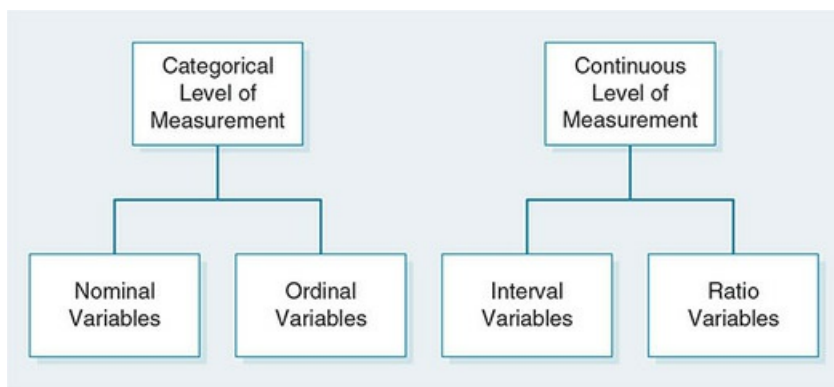 Categorical
Level of
Measurement
Continuous
Level of
Measurement
Nominal
Variables
Ordinal
Variables
Interval
Variables
Ratio
Variables